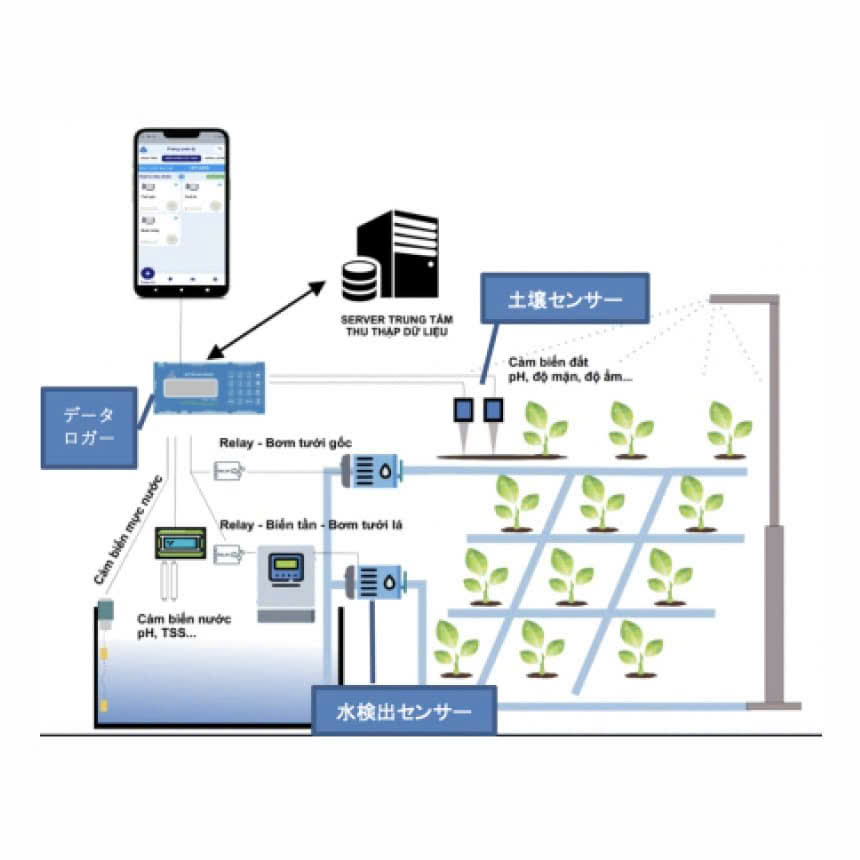 SERVER TRUNG TÂM
THU THẬP DỮ LIỆU
土壌センサー
Cảm biến đất
pH, độ mặn, độ ẩm...
データ
ロガー
Relay - Bơm tưới gốc
Cảm biến mực nước
Relay - Biến tần - Bơm tưới lá
Cảm biến nước
pH, TSS...
水検出センサー